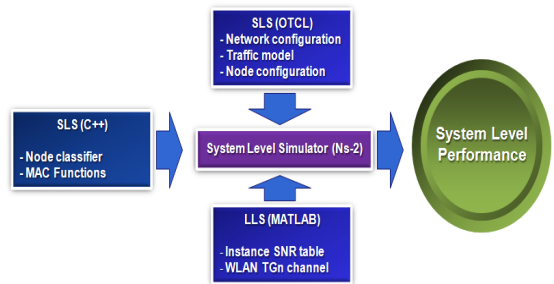 SLS (OTCL)
- Network configuration
- Traffic model
- Node configuration
SLS (C++)
- Node classifier
- MAC Functions
System Level Simulator (Ns-2)
System Level
Performance
LLS (MATLAB)
- Instance SNR table
- WLAN TGn channel